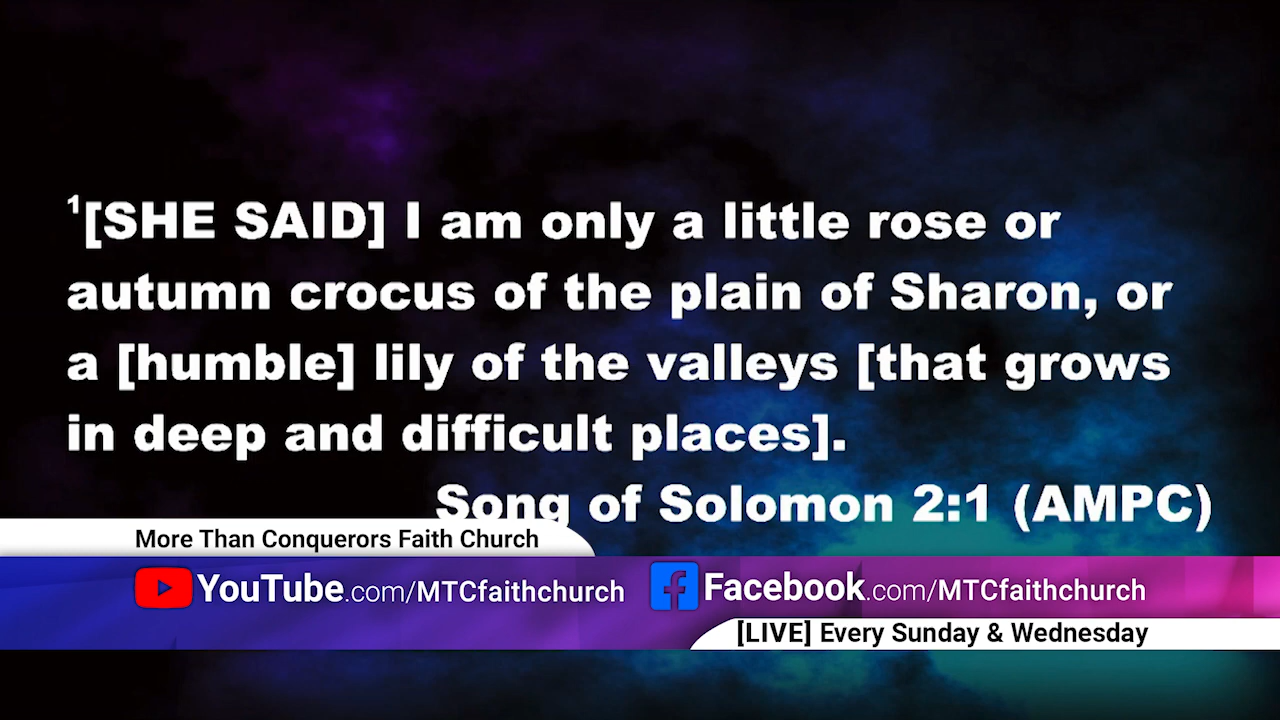 ¹[SHE SAID] I am only a little rose or
autumn crocus of the plain of Sharon, or
a [humble] lily of the valleys [that grows
in deep and difficult places].
Song of Solomon 2:1 (AMPC)
More Than Conquerors Faith Church
YouTube.com/MTCfaithchurch
Facebook.com/MTCfaithchurch
[LIVE] Every Sunday & Wednesday